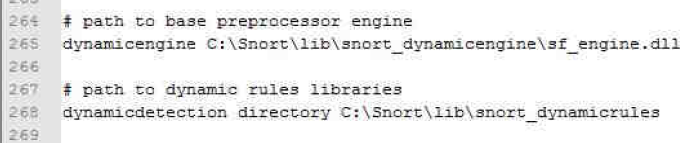 264 # path to base preprocessor engine
265 dynamicengine C:\Snort\lib\snort_dynamicengine\sf_engine.dll
266
267 # path to dynamic rules libraries
268 dynamicdetection directory C:\Snort\lib\snort_dynamicrules
269